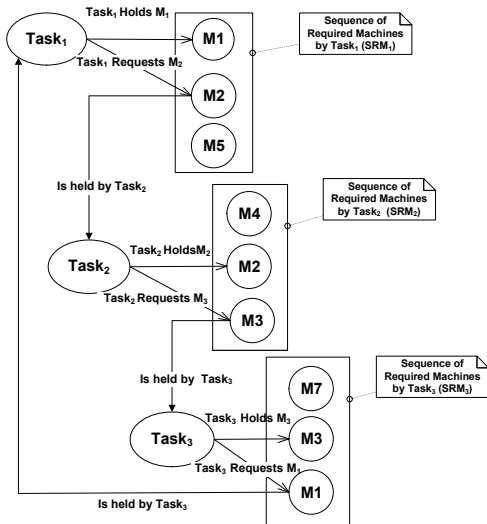 Task1 Holds M1
Task1
M1
Sequence of
Required Machines
by Task1 (SRM1)
Task1 Requests M2
M2
M5
Is held by Task2
Sequence of
Required Machines
by Task2 (SRM2)
M4
Task2 HoldsM2
Task2
M2
Task2 Requests M3
M3
Is held by Task3
Sequence of
Required Machines
by Task3 (SRM3)
M7
Task3 Holds M3
Task3
M3
Task3 Requests M1
M1
Is held by Task3